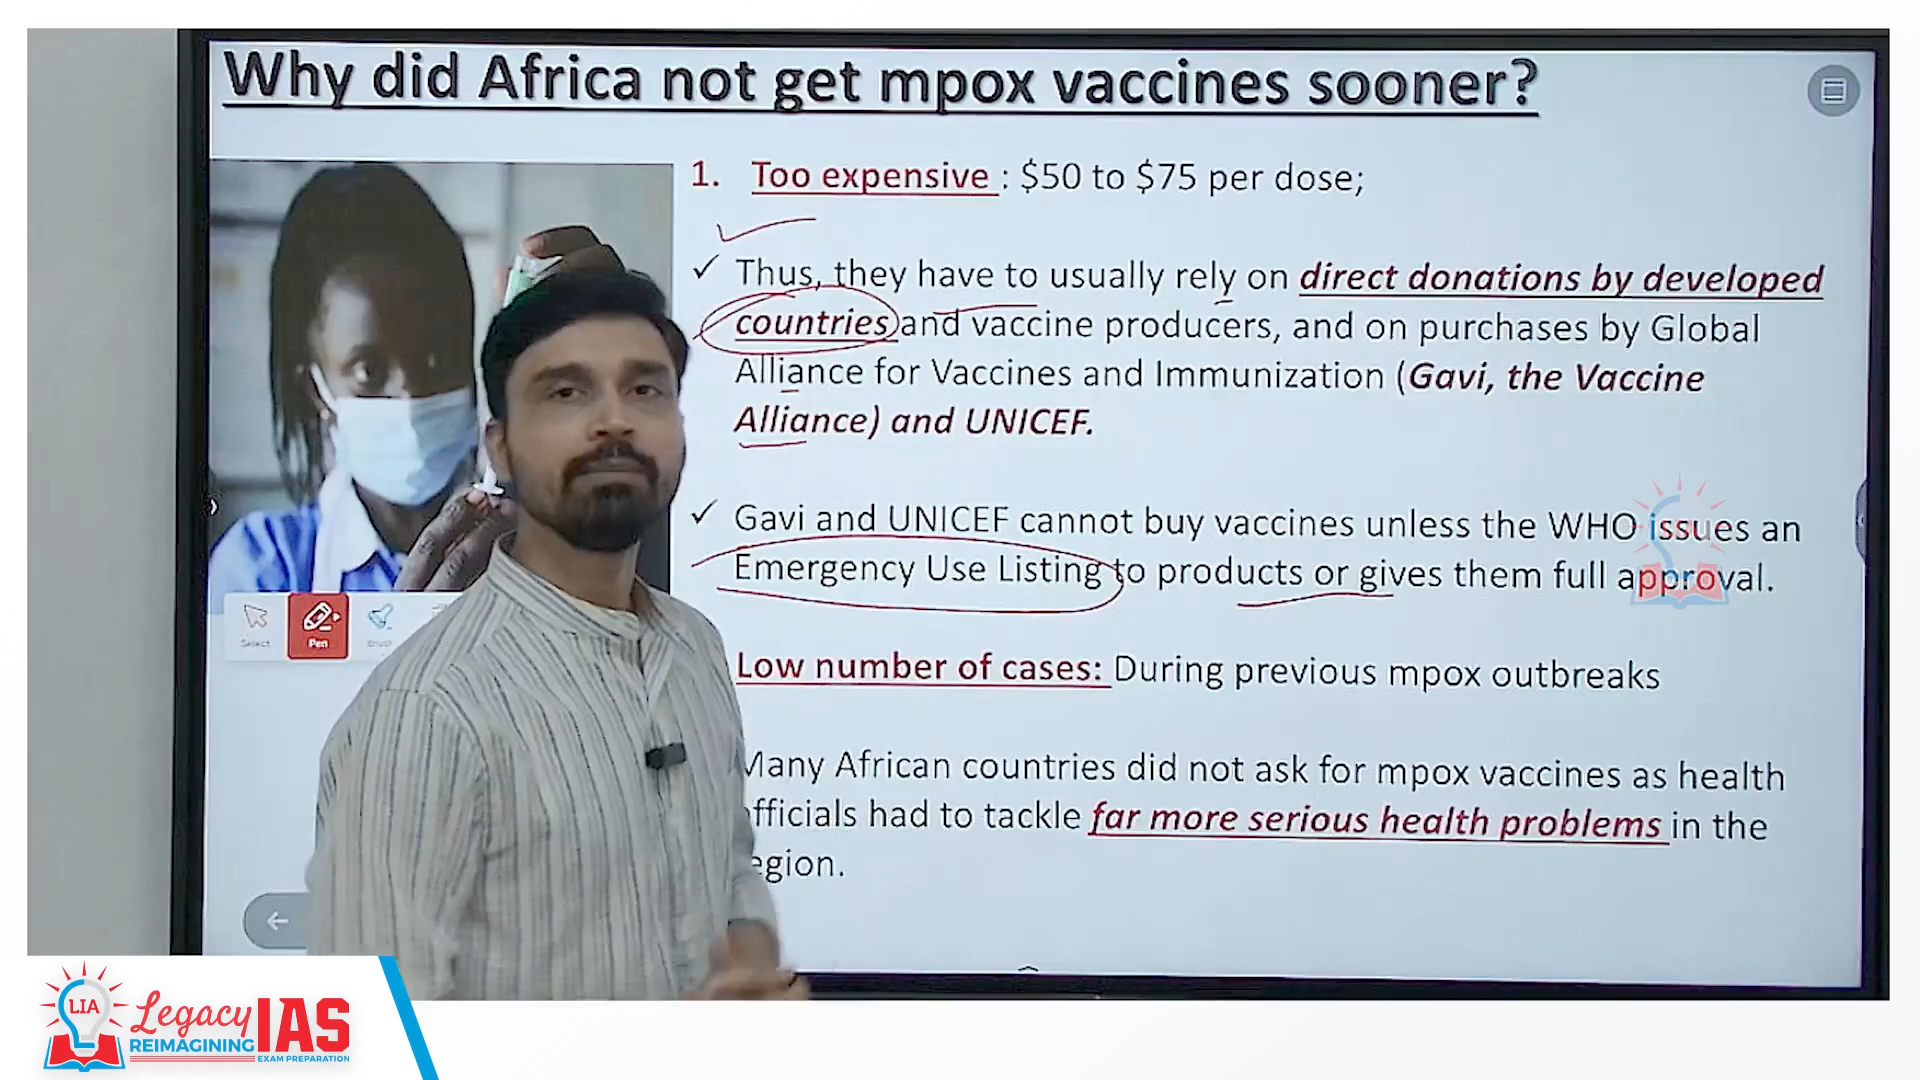 Why did Africa not get mpox vaccines sooner?
1. Too expensive : $50 to $75 per dose;
✓ Thus, they have to usually rely on direct donations by developed
countries and vaccine producers, and on purchases by Global
Alliance for Vaccines and Immunization (Gavi, the Vaccine
Alliance) and UNICEF.
✓ Gavi and UNICEF cannot buy vaccines unless the WHO issues an
Emergency Use Listing to products or gives them full approval.
Low number of cases: During previous mpox outbreaks
Many African countries did not ask for mpox vaccines as health
officials had to tackle far more serious health problems in the
region.
Select
Pen
Brush
LIA
Legacy IAS
REIMAGINING
EXAM PREPARATION